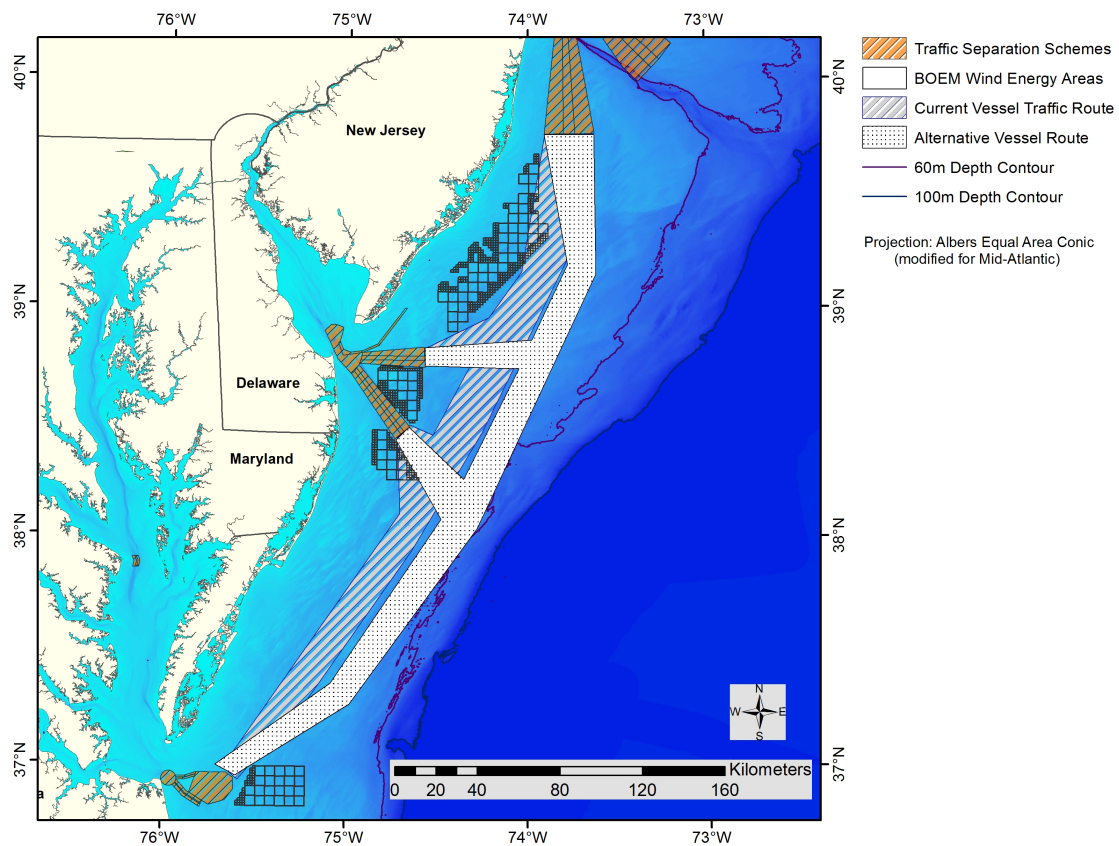 76°W 75°W 74°W 73°W
40°N 40°N
39°N 39°N
38°N 38°N
37°N 37°N
New Jersey
Delaware
Maryland
a
N
W E
S
Kilometers
0 20 40 80 120 160
76°W 75°W 74°W 73°W
Traffic Separation Schemes
BOEM Wind Energy Areas
Current Vessel Traffic Route
Alternative Vessel Route
60m Depth Contour
100m Depth Contour
Projection: Albers Equal Area Conic
(modified for Mid-Atlantic)